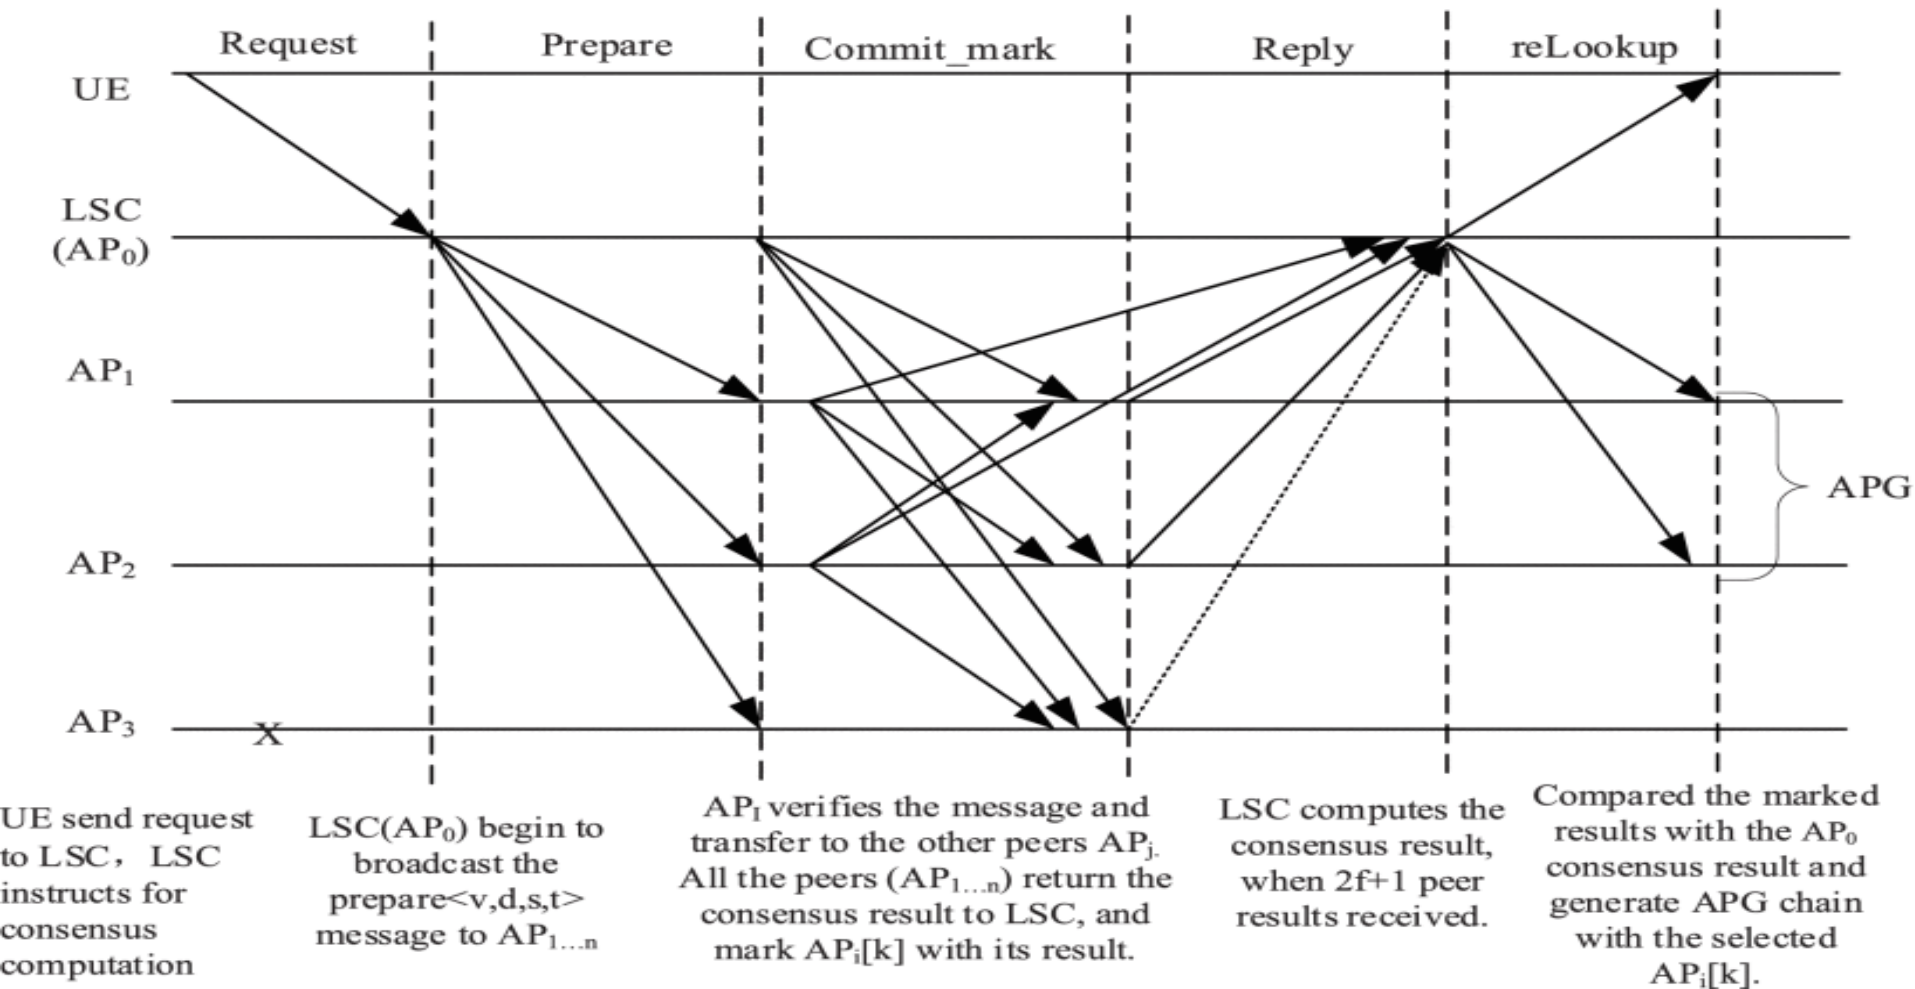 Request
Prepare
Commit_mark
Reply
reLookup
UE
LSC
(AP₀)
AP₁
APG
AP₂
AP₃
X
UE send request
to LSC， LSC
instructs for
consensus
computation
LSC(AP₀) begin to
broadcast the
prepare<v,d,s,t>
message to AP₁...ₙ
API verifies the message and
transfer to the other peers APⱼ.
All the peers (AP₁...ₙ) return the
consensus result to LSC, and
mark APᵢ[k] with its result.
LSC computes the
consensus result,
when 2f+1 peer
results received.
Compared the marked
results with the AP₀
consensus result and
generate APG chain
with the selected
APᵢ[k].